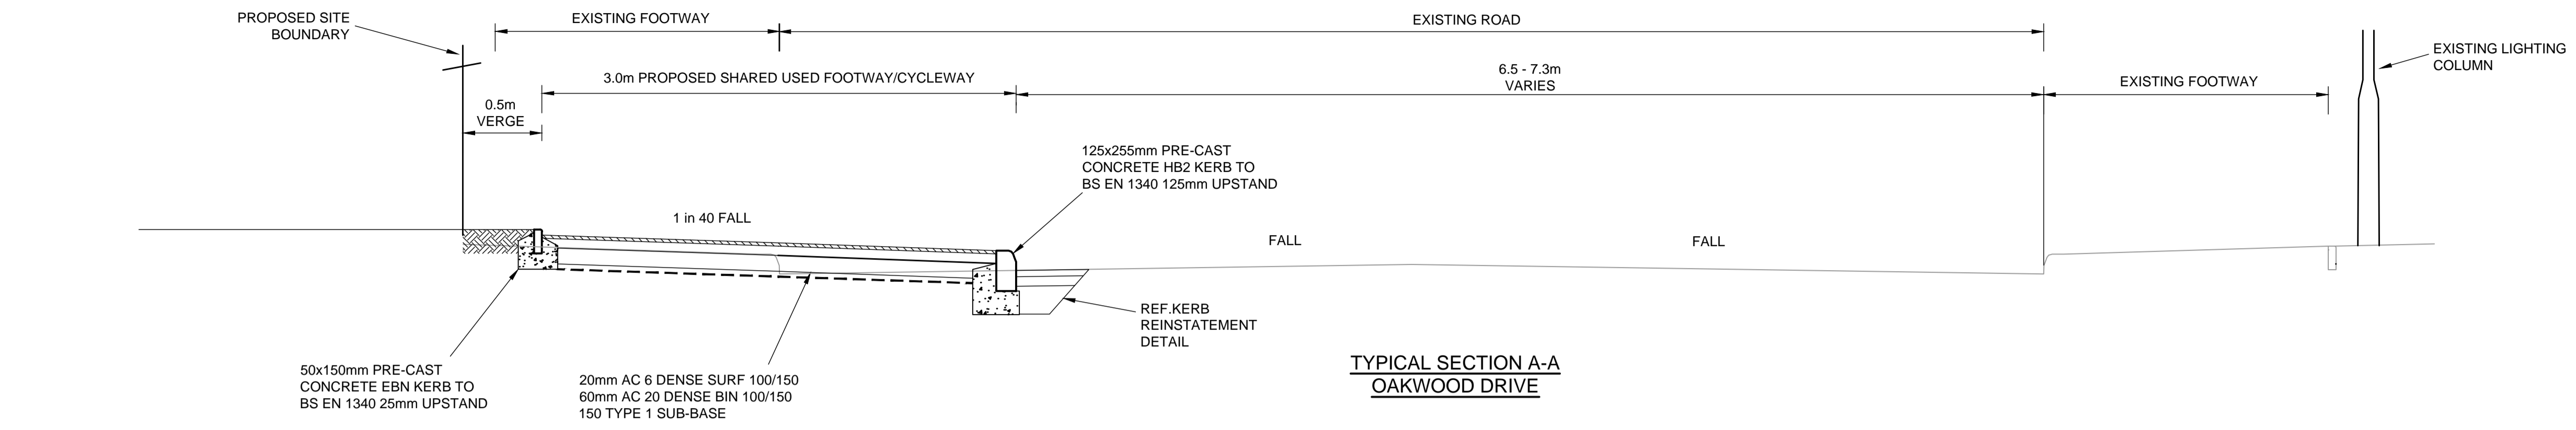 PROPOSED SITE
BOUNDARY
EXISTING FOOTWAY
EXISTING ROAD
EXISTING LIGHTING
COLUMN
3.0m PROPOSED SHARED USED FOOTWAY/CYCLEWAY
6.5 - 7.3m
VARIES
EXISTING FOOTWAY
0.5m
VERGE
125x255mm PRE-CAST
CONCRETE HB2 KERB TO
BS EN 1340 125mm UPSTAND
1 in 40 FALL
FALL
FALL
REF.KERB
REINSTATEMENT
DETAIL
50x150mm PRE-CAST
CONCRETE EBN KERB TO
BS EN 1340 25mm UPSTAND
20mm AC 6 DENSE SURF 100/150
60mm AC 20 DENSE BIN 100/150
150 TYPE 1 SUB-BASE
TYPICAL SECTION A-A
OAKWOOD DRIVE